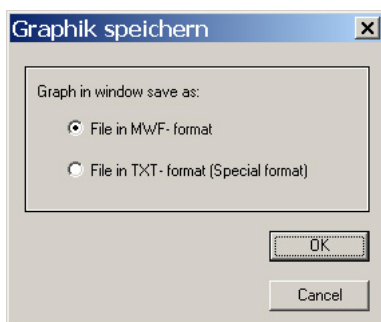 Graphik speichern
Graph in window save as:
File in MWF- format
File in TXT- format (Special format)
OK
Cancel